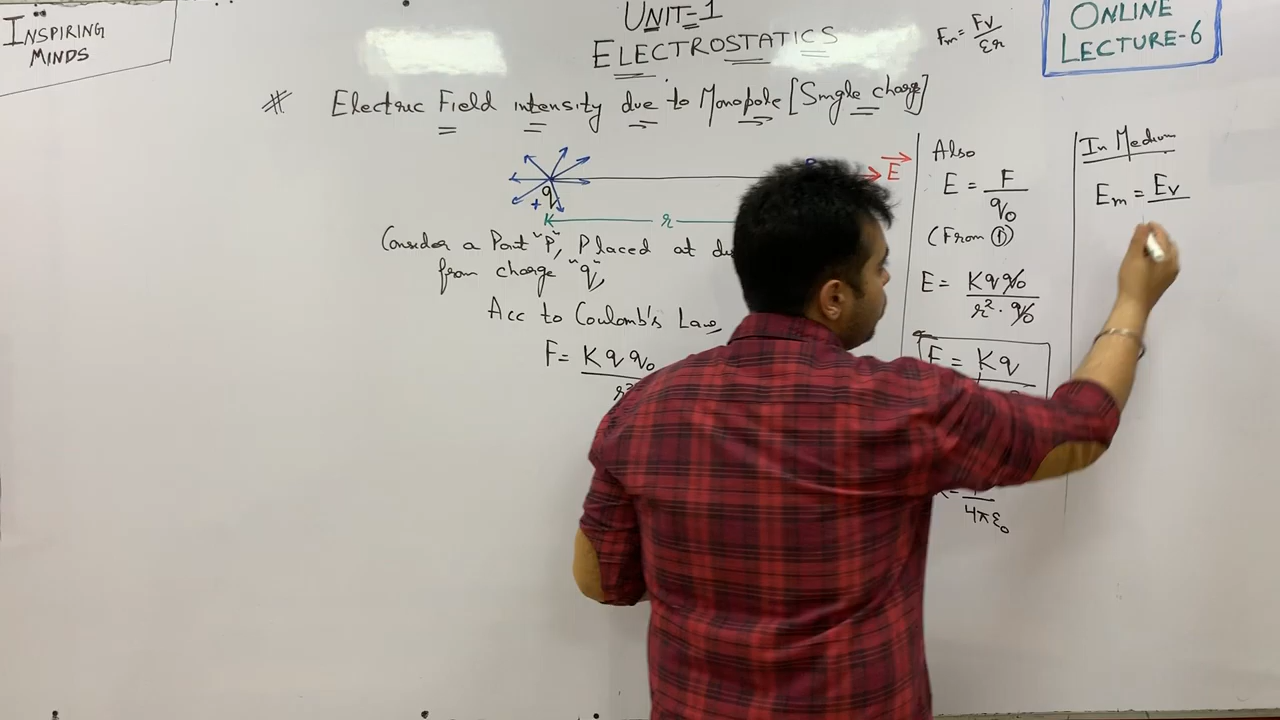 INSPIRING
MINDS
UNIT-1
ELECTROSTATICS
Fm = Fv
εr
ONLINE
LECTURE-6
# Electric Field intensity due to Monopole [Single charge]
+ q
r
E
Consider a Point "P", Placed at
from charge "q",
Acc to Coulomb's Law
F = K q q0
r2
Also
E = F
q0
(From ①)
E = K q q0
r2 . q0
E = Kq
4πε0
In Medium
Em = Ev